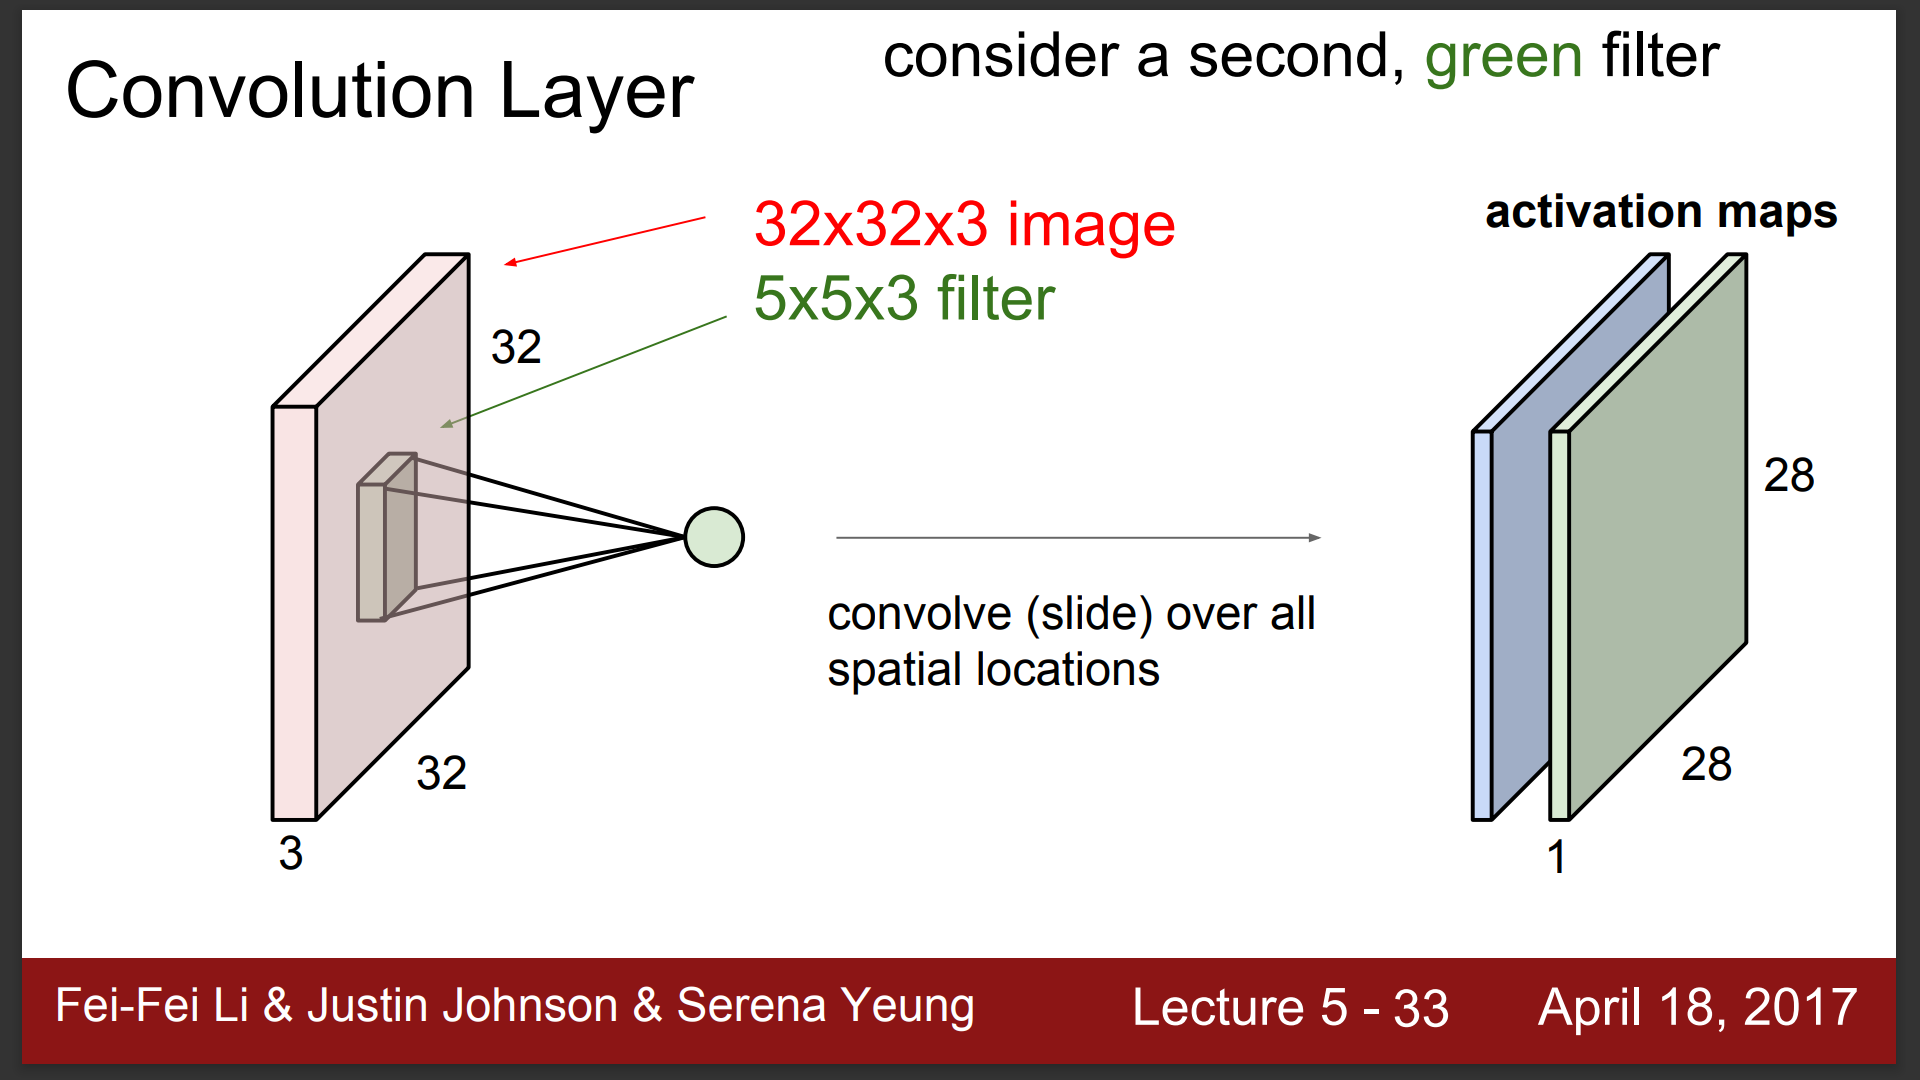 Convolution Layer
consider a second, green filter
32x32x3 image
5x5x3 filter
activation maps
32
32
3
convolve (slide) over all
spatial locations
28
28
1
Fei-Fei Li & Justin Johnson & Serena Yeung
Lecture 5 - 33
April 18, 2017